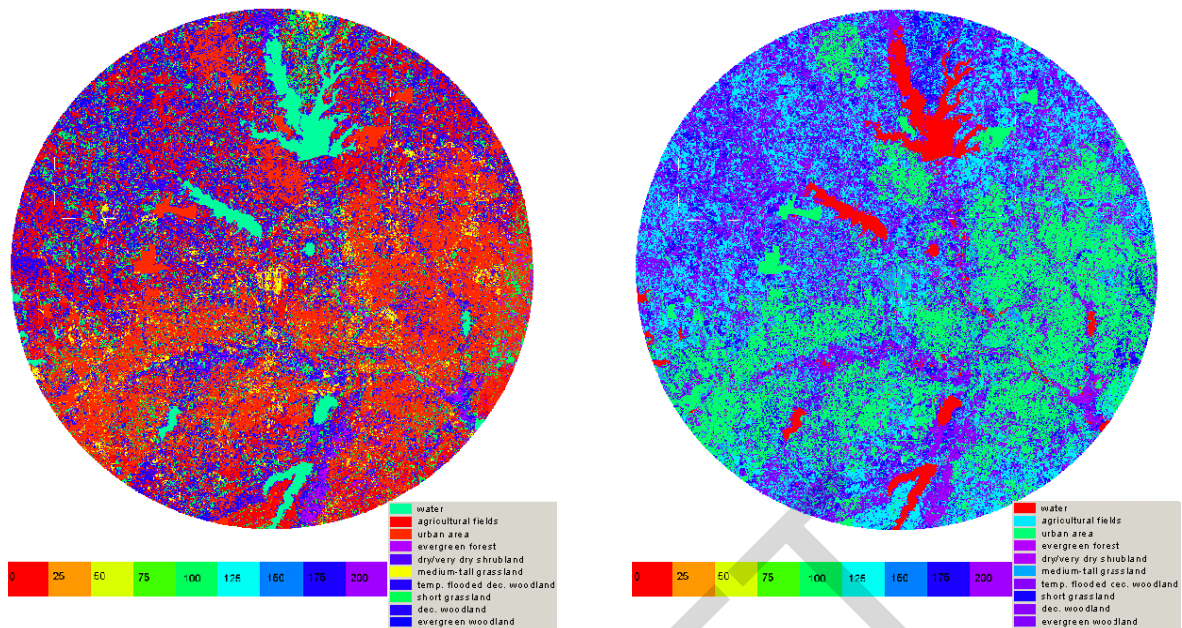 water
agricultural fields
urban area
evergreen forest
dry/very dry shrubland
medium-tall grassland
temp. flooded dec. woodland
short grassland
dec. woodland
evergreen woodland
0 25 50 75 100 125 150 175 200
water
agricultural fields
urban area
evergreen forest
dry/very dry shrubland
medium-tall grassland
temp. flooded cec. woodland
short grassland
dec. woodland
evergreen woodland
0 25 50 75 100 125 150 175 200